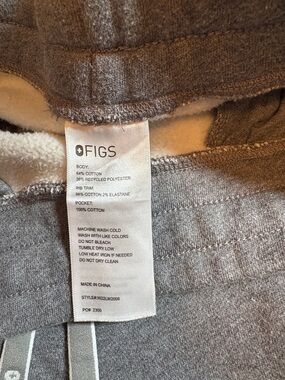 FIGS
BODY:
64% COTTON
36% RECYCLED POLYESTER
RIB TRIM:
98% COTTON 2% ELASTANE
POCKET:
100% COTTON
MACHINE WASH COLD
WASH WITH LIKE COLORS
DO NOT BLEACH
TUMBLE DRY LOW
LOW HEAT IRON IF NEEDED
DO NOT DRY CLEAN
MADE IN CHINA
PO# 2300